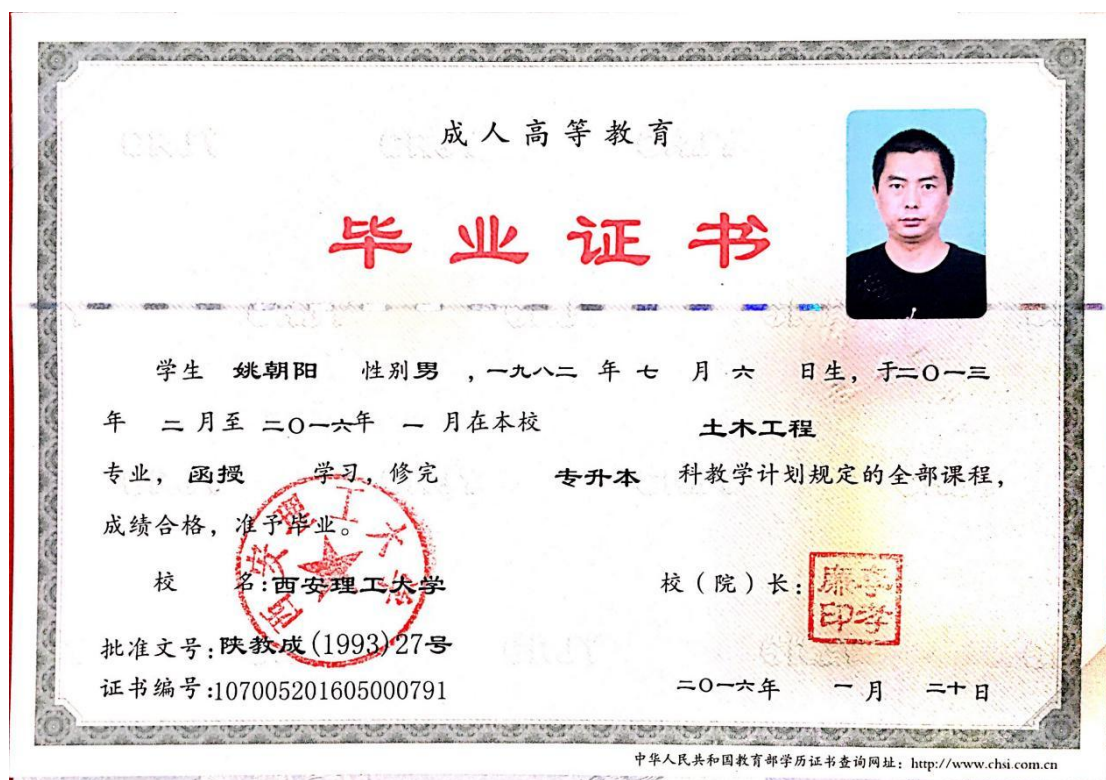 成人高等教育
毕业证书
学生 姚朝阳 性别男 ,一九八二 年 七 月 六 日生, 于二〇一三
年 二 月至 二〇一六年 一 月在本校 土木工程
专业, 函授 学习, 修完 专升本 科教学计划规定的全部课程,
成绩合格, 准予毕业。
西安理工大学
校 名:西安理工大学 校(院)长:
批准文号:陕教成(1993)27号
证书编号:107005201605000791 二〇一六年 一月 二十日
中华人民共和国教育部学历证书查询网址: http://www.chsi.com.cn